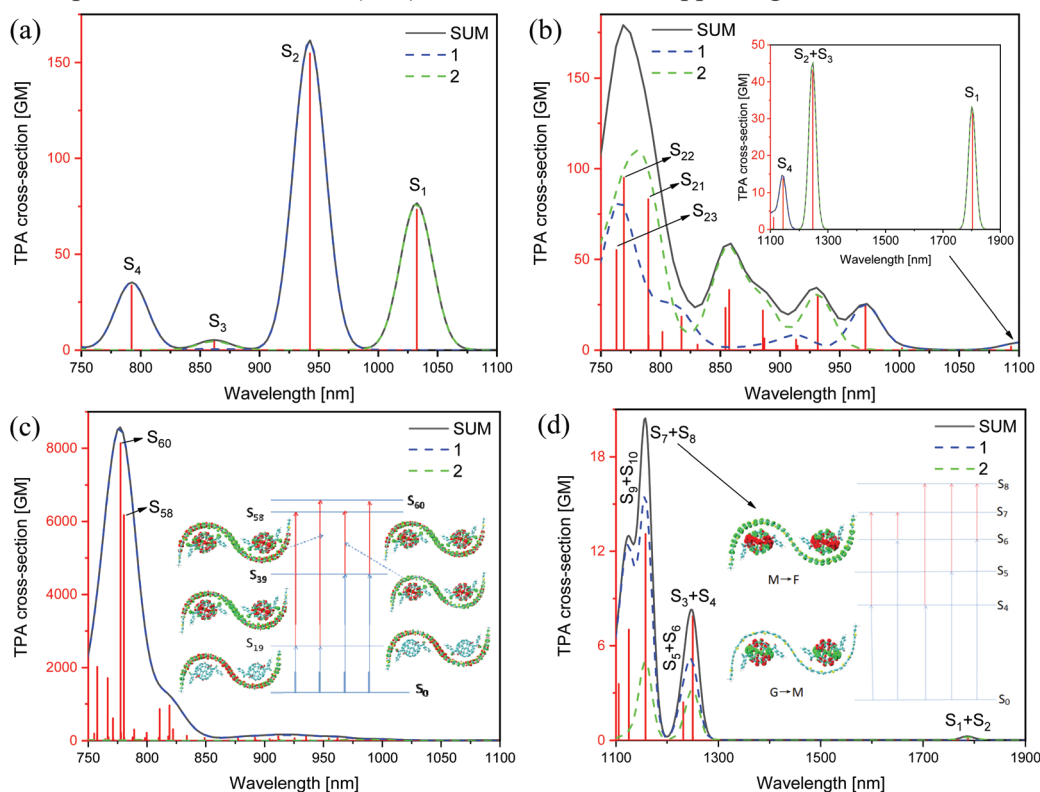 (a)
SUM
1
2
S2
S1
S4
S3
TPA cross-section [GM]
150
100
50
0
750 800 850 900 950 1000 1050 1100
Wavelength [nm]
(b)
SUM
1
2
S22
S21
S23
TPA cross-section [GM]
150
100
50
0
750 800 850 900 950 1000 1050 1100
Wavelength [nm]
S2+S3
S1
S4
TPA cross-section [GM]
50
40
30
20
10
0
1100 1300 1500 1700 1900
Wavelength [nm]
(c)
SUM
1
2
S60
S58
TPA cross-section [GM]
8000
6000
4000
2000
0
750 800 850 900 950 1000 1050 1100
Wavelength [nm]
S60
S58
S39
S19
S0
(d)
SUM
1
2
S7+S8
S9+S10
S3+S4
S5+S6
S1+S2
TPA cross-section [GM]
18
12
6
0
1100 1300 1500 1700 1900
Wavelength [nm]
M→F
G→M
S8
S7
S6
S5
S4
S0